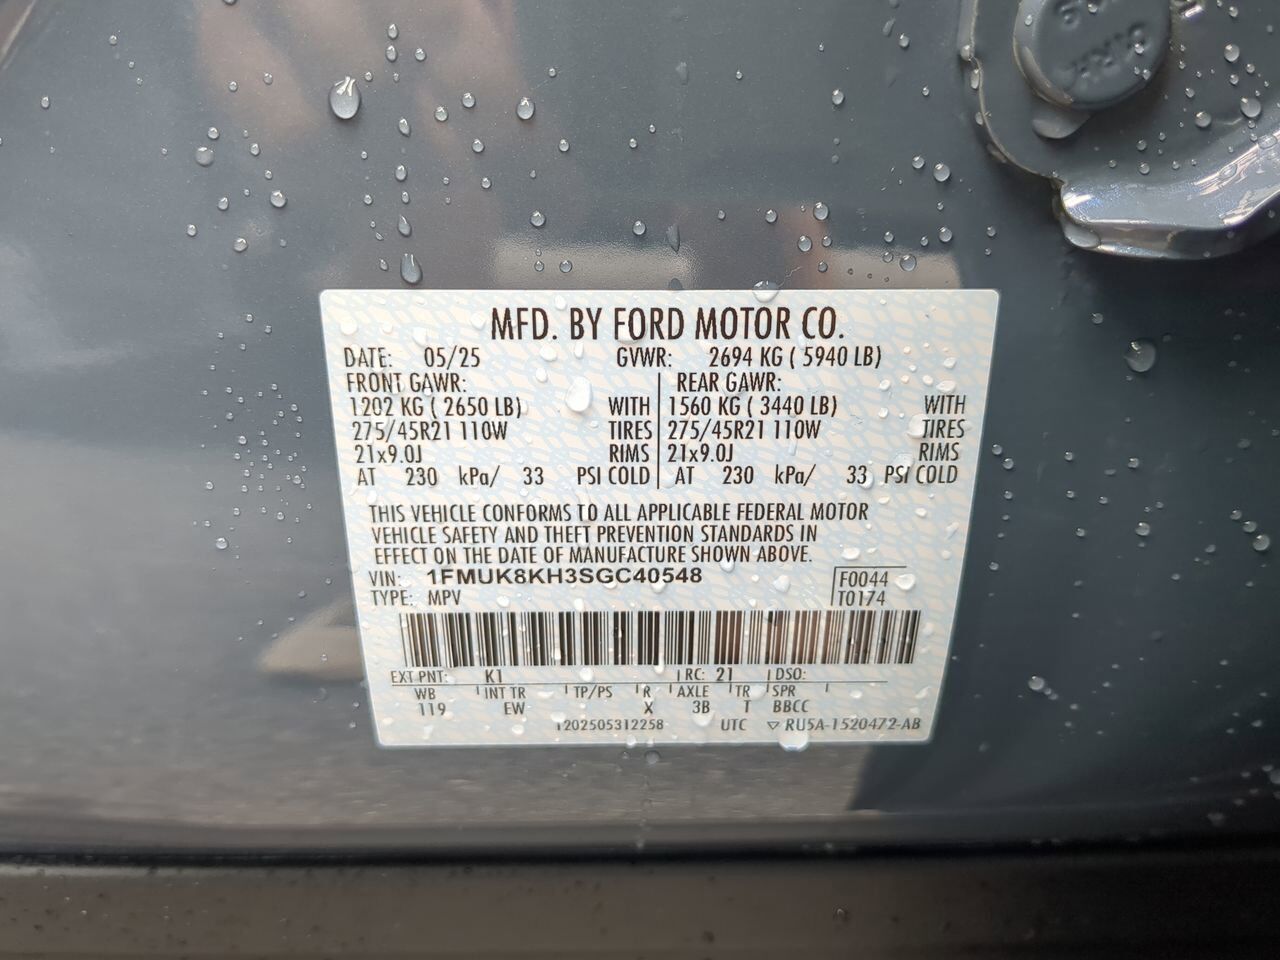 MFD. BY FORD MOTOR CO.
DATE: 05/25 GVWR: 2694 KG ( 5940 LB)
FRONT GAWR: REAR GAWR:
1202 KG ( 2650 LB) WITH 1560 KG ( 3440 LB) WITH
275/45R21 110W TIRES 275/45R21 110W TIRES
21x9.0J RIMS 21x9.0J RIMS
AT 230 kPa/ 33 PSI COLD AT 230 kPa/ 33 PSI COLD
THIS VEHICLE CONFORMS TO ALL APPLICABLE FEDERAL MOTOR
VEHICLE SAFETY AND THEFT PREVENTION STANDARDS IN
EFFECT ON THE DATE OF MANUFACTURE SHOWN ABOVE.
VIN: 1FMUK8KH3SGC40548 F0044
TYPE: MPV T0174
EXT PNT: K1 RC: 21 DSO:
WB INT TR TP/PS R AXLE TR SPR
119 EW X 3B T BBCC
1202505312258 UTC ▽ RU5A-1520472-AB